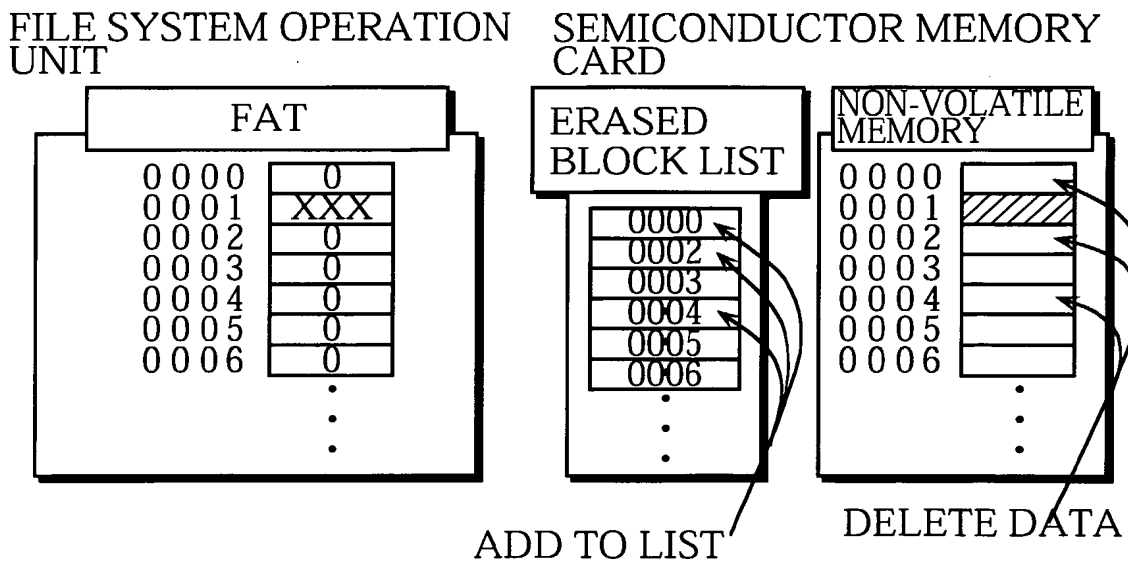 FILE SYSTEM OPERATION
UNIT
FAT
0000 0
0001 XXX
0002 0
0003 0
0004 0
0005 0
0006 0
SEMICONDUCTOR MEMORY
CARD
ERASED
BLOCK LIST
0000
0002
0003
0004
0005
0006
NON-VOLATILE
MEMORY
0000
0001
0002
0003
0004
0005
0006
ADD TO LIST
DELETE DATA